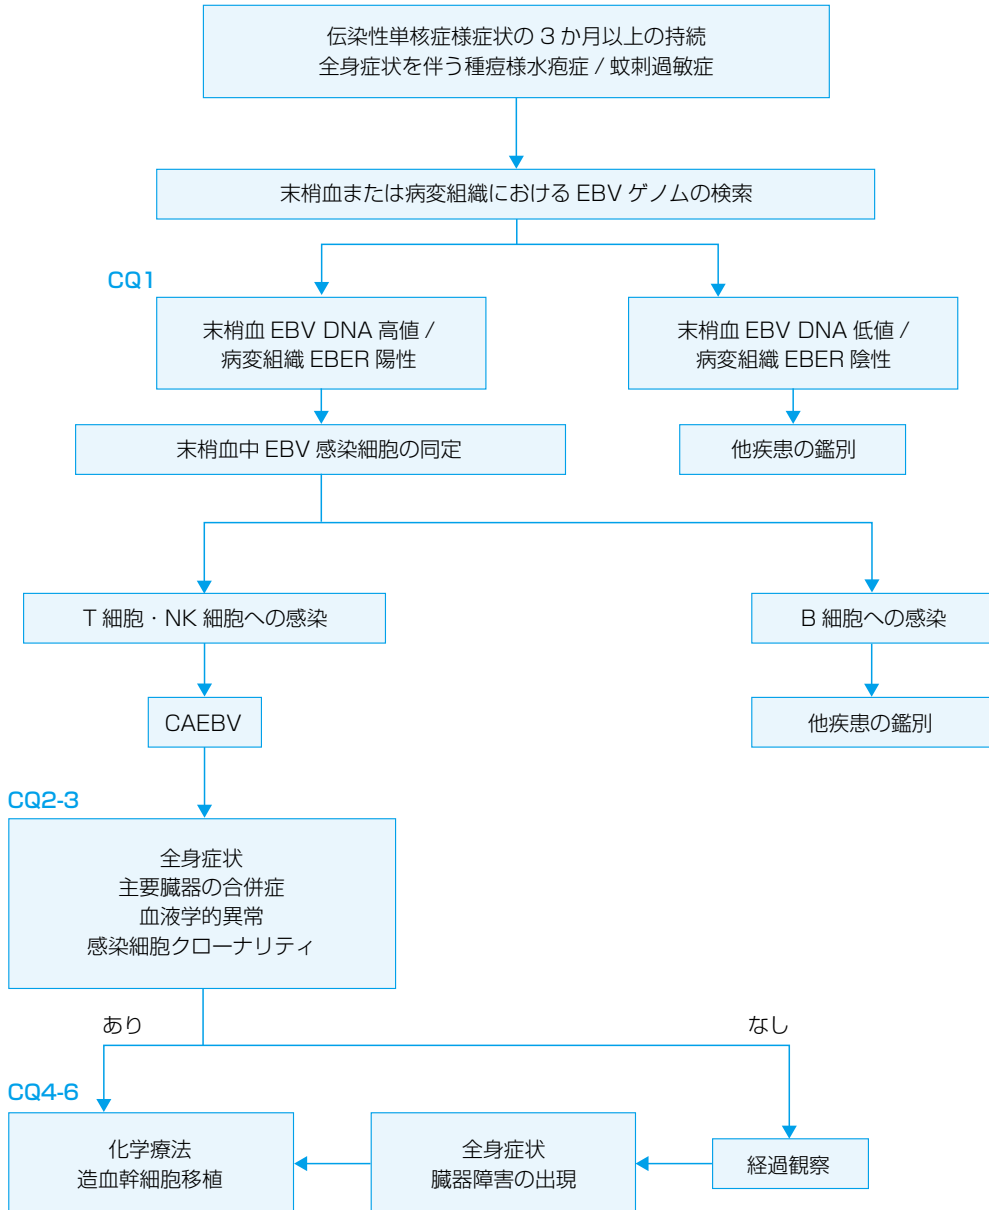 伝染性単核症様症状の 3 か月以上の持続
全身症状を伴う種痘様水疱症 / 蚊刺過敏症
末梢血または病変組織における EBV ゲノムの検索
CQ1
末梢血 EBV DNA 高値 /
病変組織 EBER 陽性
末梢血 EBV DNA 低値 /
病変組織 EBER 陰性
末梢血中 EBV 感染細胞の同定
他疾患の鑑別
T 細胞・NK 細胞への感染
B 細胞への感染
CAEBV
他疾患の鑑別
CQ2-3
全身症状
主要臓器の合併症
血液学的異常
感染細胞クローナリティ
あり
なし
CQ4-6
化学療法
造血幹細胞移植
全身症状
臓器障害の出現
経過観察